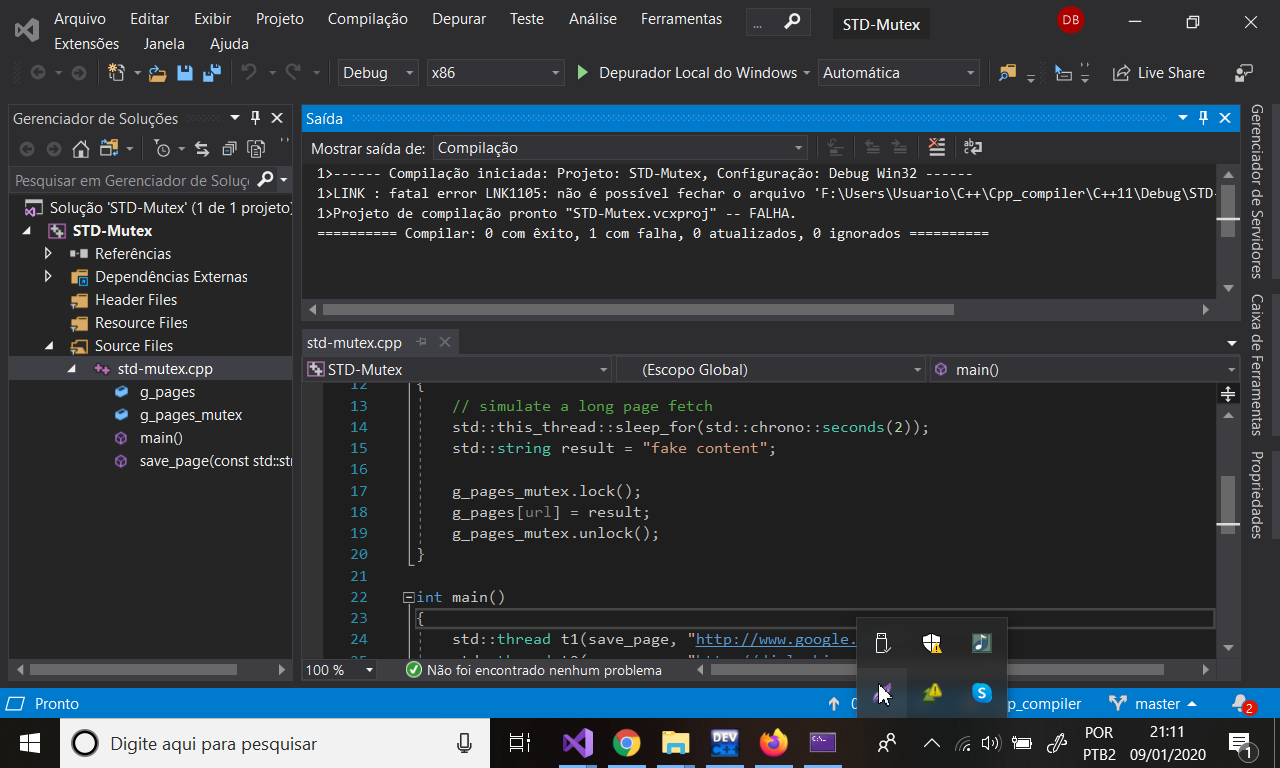 Arquivo Editar Exibir Projeto Compilação Depurar Teste Análise Ferramentas ... STD-Mutex DB
Extensões Janela Ajuda
Debug x86 Depurador Local do Windows Automática Live Share
Gerenciador de Soluções
Pesquisar em Gerenciador de Soluç
Solução 'STD-Mutex' (1 de 1 projeto)
STD-Mutex
Referências
Dependências Externas
Header Files
Resource Files
Source Files
std-mutex.cpp
g_pages
g_pages_mutex
main()
save_page(const std::str
Saída
Mostrar saída de: Compilação
1>------ Compilação iniciada: Projeto: STD-Mutex, Configuração: Debug Win32 ------
1>LINK : fatal error LNK1105: não é possível fechar o arquivo 'F:\Users\Usuario\C++\Cpp_compiler\C++11\Debug\STD-
1>Projeto de compilação pronto "STD-Mutex.vcxproj" -- FALHA.
========== Compilar: 0 com êxito, 1 com falha, 0 atualizados, 0 ignorados ==========
std-mutex.cpp
STD-Mutex (Escopo Global) main()
12 {
13 // simulate a long page fetch
14 std::this_thread::sleep_for(std::chrono::seconds(2));
15 std::string result = "fake content";
16
17 g_pages_mutex.lock();
18 g_pages[url] = result;
19 g_pages_mutex.unlock();
20 }
21
22 int main()
23 {
24 std::thread t1(save_page, "http://www.google.
100 % Não foi encontrado nenhum problema
Gerenciador de Servidores
Caixa de Ferramentas
Propriedades
Pronto 0 pp_compiler master 2
Digite aqui para pesquisar
DEV
C++
S
POR
PTB2
21:11
09/01/2020
1